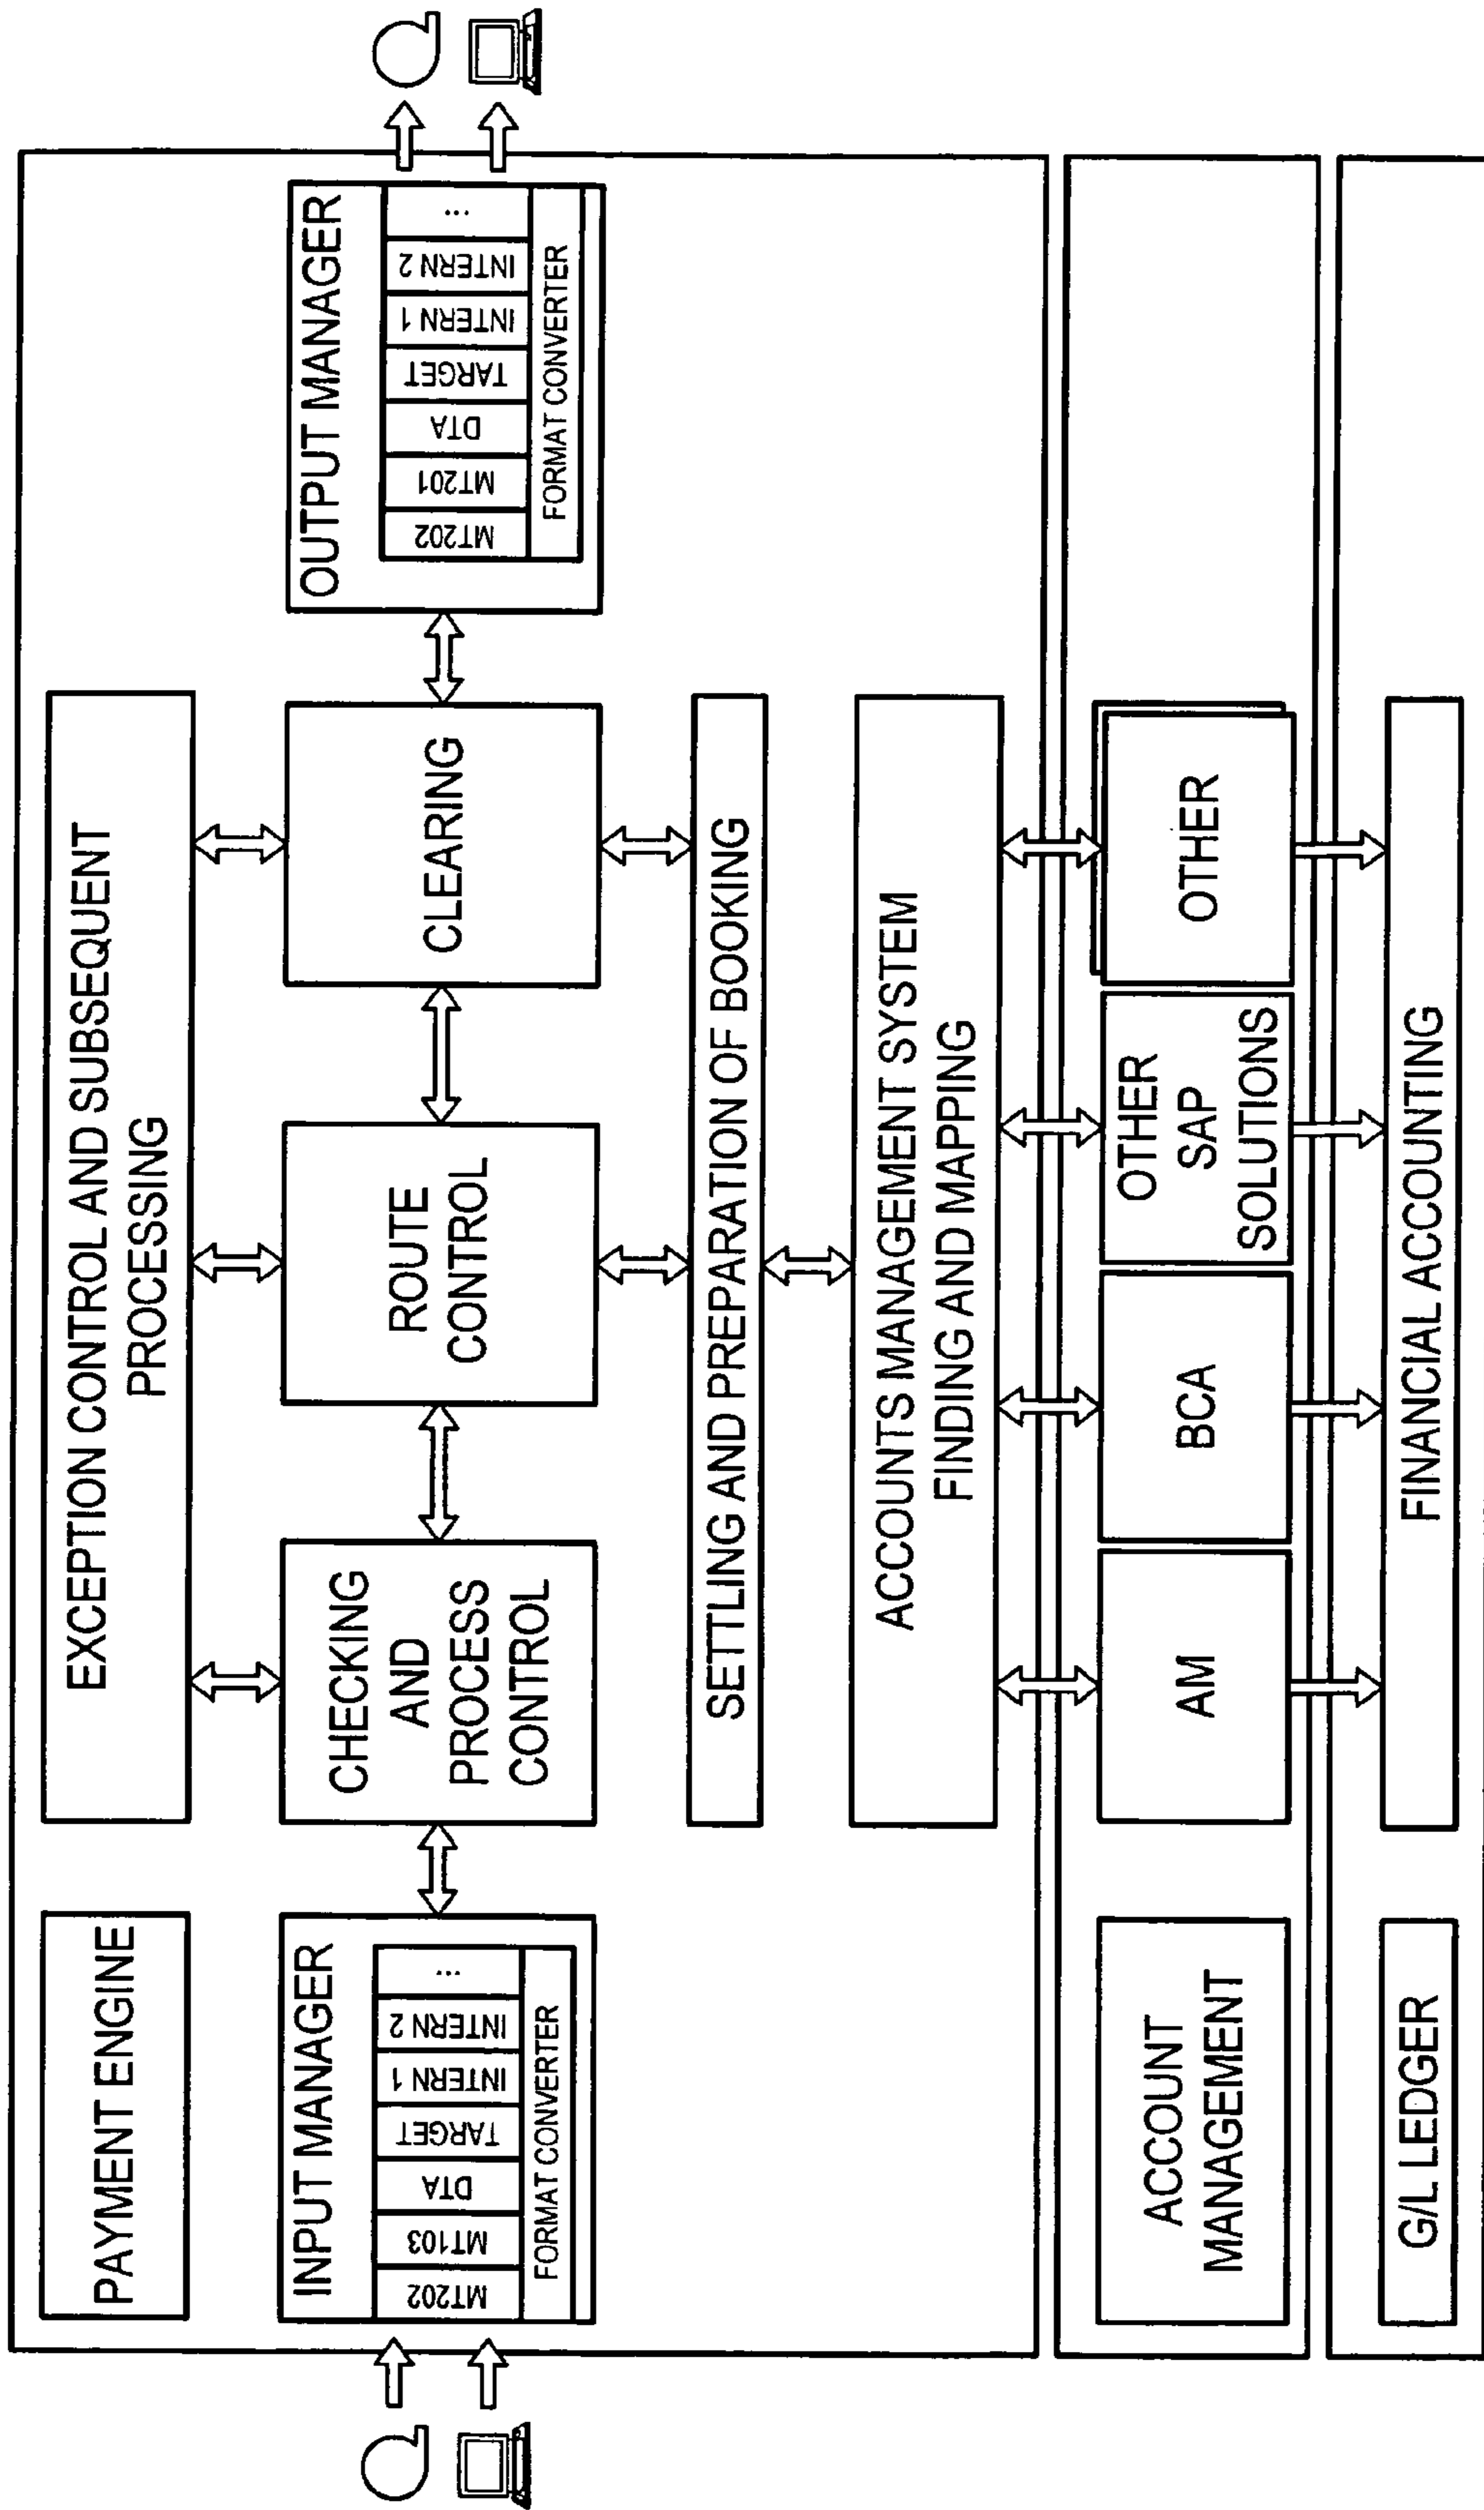 PAYMENT ENGINE
EXCEPTION CONTROL AND SUBSEQUENT
PROCESSING
INPUT MANAGER
MT202
MT103
DTA
TARGET
INTERN 1
INTERN 2
...
FORMAT CONVERTER
CHECKING
AND
PROCESS
CONTROL
ROUTE
CONTROL
CLEARING
OUTPUT MANAGER
MT202
MT201
DTA
TARGET
INTERN 1
INTERN 2
...
FORMAT CONVERTER
SETTLING AND PREPARATION OF BOOKING
ACCOUNTS MANAGEMENT SYSTEM
FINDING AND MAPPING
ACCOUNT
MANAGEMENT
AM
BCA
OTHER
SAP
SOLUTIONS
OTHER
G/L LEDGER
FINANCIAL ACCOUNTING